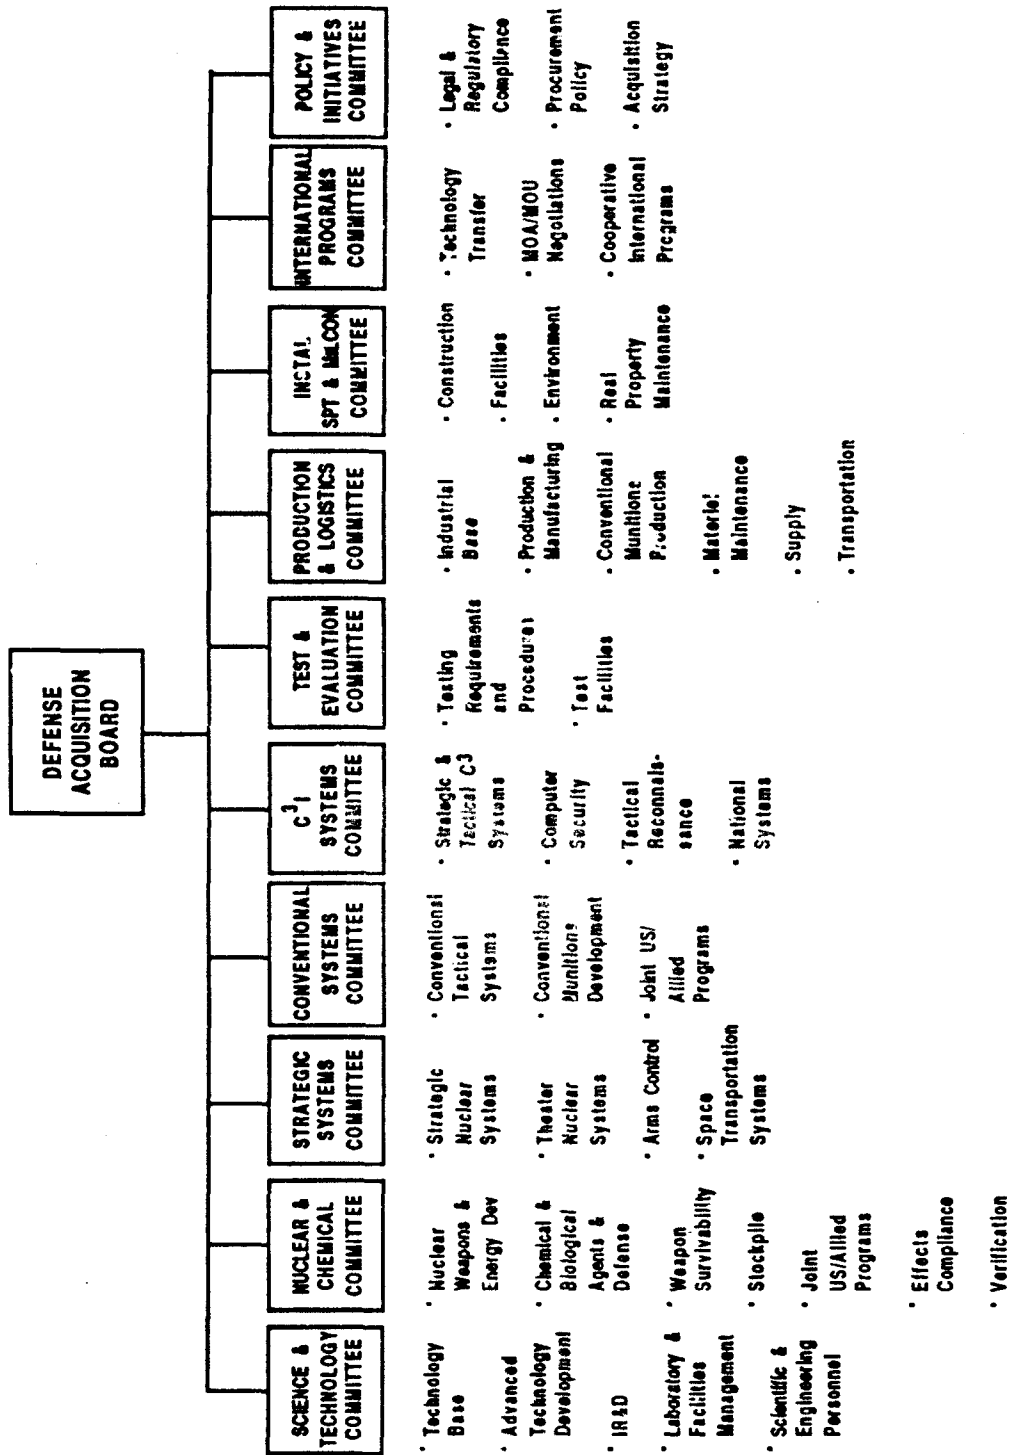 DEFENSE
ACQUISITION
BOARD
SCIENCE &
TECHNOLOGY
COMMITTEE
• Technology
Base
• Advanced
Technology
Development
• IR&D
• Laboratory &
Facilities
Management
• Scientific &
Engineering
Personnel
NUCLEAR &
CHEMICAL
COMMITTEE
• Nuclear
Weapons &
Energy Dev
• Chemical &
Biological
Agents &
Defense
• Weapon
Survivability
• Stockpile
• Joint
US/Allied
Programs
• Effects
Compliance
• Verification
STRATEGIC
SYSTEMS
COMMITTEE
• Strategic
Nuclear
Systems
• Theater
Nuclear
Systems
• Arms Control
• Space
Transportation
Systems
CONVENTIONAL
SYSTEMS
COMMITTEE
• Conventional
Tactical
Systems
• Conventional
Munitions
Development
• Joint US/
Allied
Programs
C³I
SYSTEMS
COMMITTEE
• Strategic &
Tactical C³
Systems
• Computer
Security
• Tactical
Reconnais-
sance
• National
Systems
TEST &
EVALUATION
COMMITTEE
• Testing
Requirements
and
Procedures
• Test
Facilities
PRODUCTION
& LOGISTICS
COMMITTEE
• Industrial
Base
• Production &
Manufacturing
• Conventional
Munitions
Production
• Materiel
Maintenance
• Supply
• Transportation
INSTAL
SPT & MILCON
COMMITTEE
• Construction
• Facilities
• Environment
• Real
Property
Maintenance
INTERNATIONAL
PROGRAMS
COMMITTEE
• Technology
Transfer
• MOA/MOU
Negotiations
• Cooperative
International
Programs
POLICY &
INITIATIVES
COMMITTEE
• Legal &
Regulatory
Compliance
• Procurement
Policy
• Acquisition
Strategy